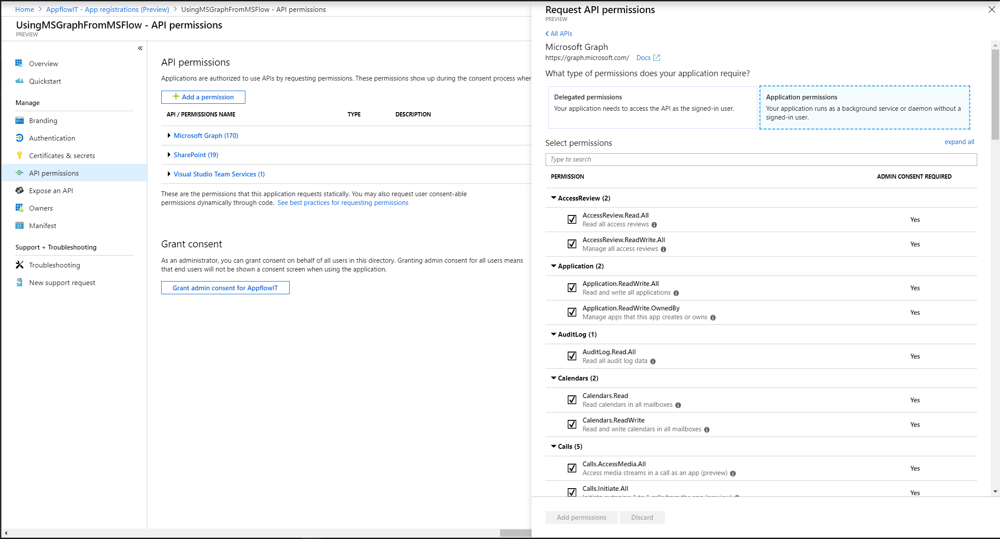 Home > AppflowIT - App registrations (Preview) > UsingMSGraphFromMSFlow - API permissions
UsingMSGraphFromMSFlow - API permissions
PREVIEW
Overview
Quickstart
Manage
Branding
Authentication
Certificates & secrets
API permissions
Expose an API
Owners
Manifest
Support + Troubleshooting
Troubleshooting
New support request
API permissions
Applications are authorized to use APIs by requesting permissions. These permissions show up during the consent process wher
Add a permission
API / PERMISSIONS NAME TYPE DESCRIPTION
Microsoft Graph (170)
SharePoint (19)
Visual Studio Team Services (1)
These are the permissions that this application requests statically. You may also request user consent-able
permissions dynamically through code. See best practices for requesting permissions
Grant consent
As an administrator, you can grant consent on behalf of all users in this directory. Granting admin consent for all users means
that end users will not be shown a consent screen when using the application.
Grant admin consent for AppflowIT
Request API permissions
PREVIEW
All APIs
Microsoft Graph
https://graph.microsoft.com/ Docs
What type of permissions does your application require?
Delegated permissions
Your application needs to access the API as the signed-in user.
Application permissions
Your application runs as a background service or daemon without a
signed-in user.
Select permissions
expand all
Type to search
PERMISSION ADMIN CONSENT REQUIRED
AccessReview (2)
AccessReview.Read.All
Read all access reviews
Yes
AccessReview.ReadWrite.All
Manage all access reviews
Yes
Application (2)
Application.ReadWrite.All
Read and write all applications
Yes
Application.ReadWrite.OwnedBy
Manage apps that this app creates or owns
Yes
AuditLog (1)
AuditLog.Read.All
Read all audit log data
Yes
Calendars (2)
Calendars.Read
Read calendars in all mailboxes
Yes
Calendars.ReadWrite
Read and write calendars in all mailboxes
Yes
Calls (5)
Calls.AccessMedia.All
Access media streams in a call as an app (preview)
Yes
Calls.Initiate.All
Initiate outgoing 1 to 1 calls from the app (preview)
Yes
Add permissions
Discard